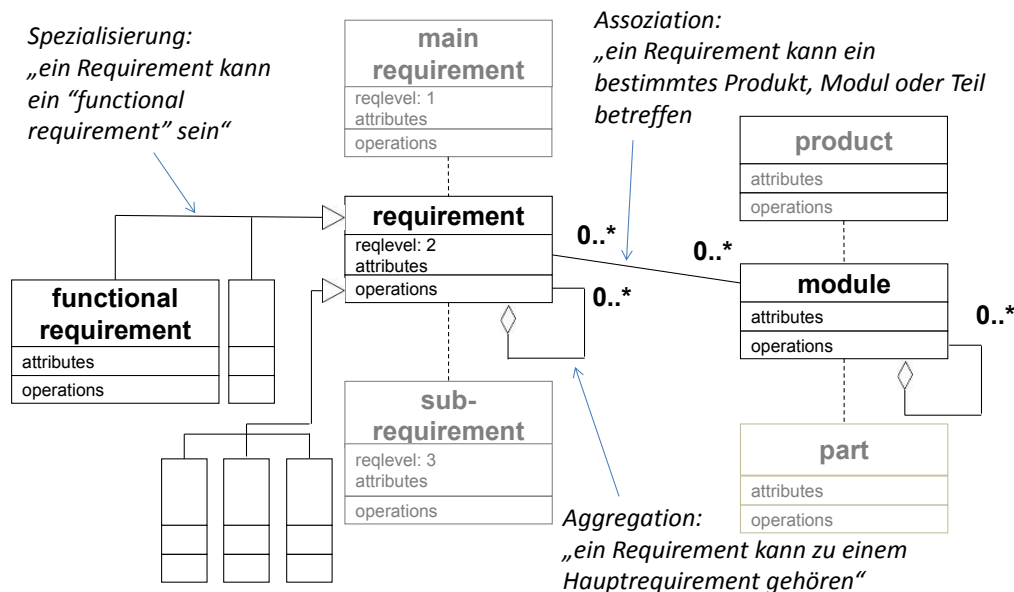 Spezialisierung:
„ein Requirement kann
ein “functional
requirement” sein“
main
requirement
reqlevel: 1
attributes
operations
Assoziation:
„ein Requirement kann ein
bestimmtes Produkt, Modul oder Teil
betreffen
product
attributes
operations
requirement
reqlevel: 2
attributes
operations
0..*
0..*
0..*
module
attributes
operations
0..*
functional
requirement
attributes
operations
sub-
requirement
reqlevel: 3
attributes
operations
part
attributes
operations
Aggregation:
„ein Requirement kann zu einem
Hauptrequirement gehören“